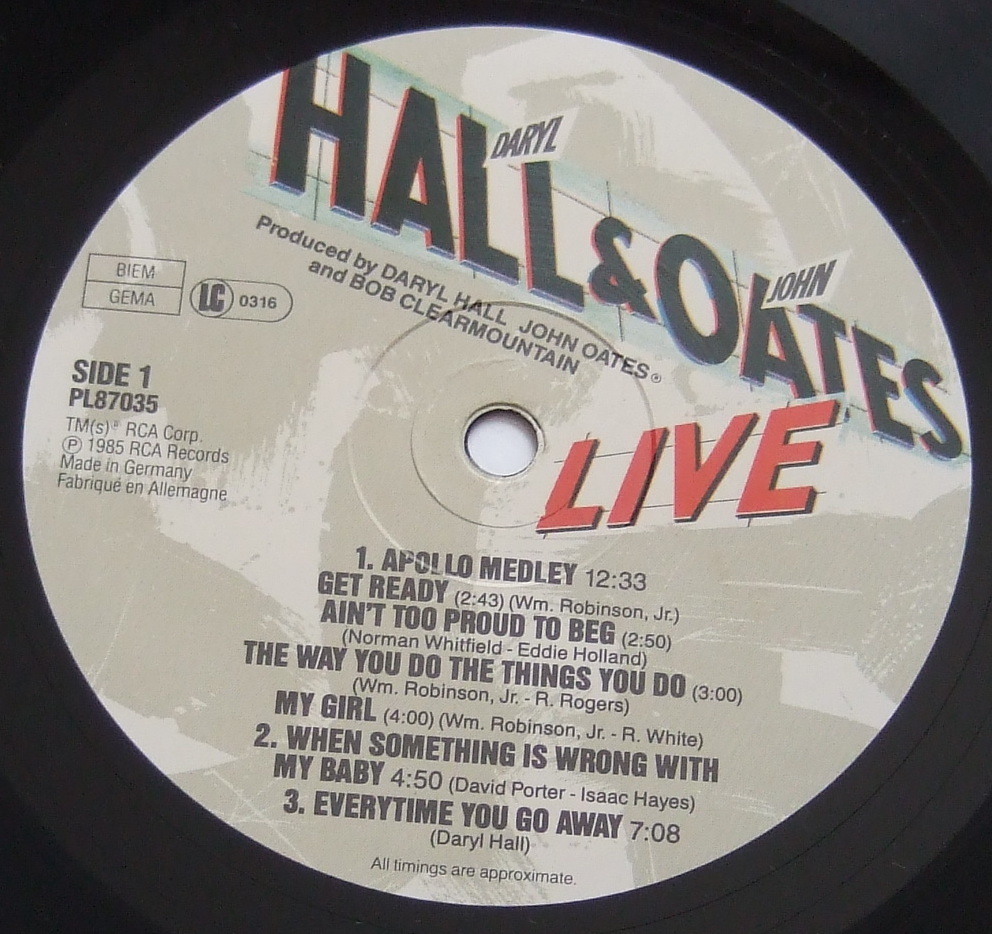 DARYL
HALL & OATES
JOHN
LIVE
Produced by DARYL HALL JOHN OATES®
and BOB CLEARMOUNTAIN
BIEM
GEMA
LC 0316
SIDE 1
PL87035
TM(s)® RCA Corp.
℗ 1985 RCA Records
Made in Germany
Fabriqué en Allemagne
1. APOLLO MEDLEY 12:33
GET READY (2:43) (Wm. Robinson, Jr.)
AIN'T TOO PROUD TO BEG (2:50)
(Norman Whitfield - Eddie Holland)
THE WAY YOU DO THE THINGS YOU DO (3:00)
(Wm. Robinson, Jr. - R. Rogers)
MY GIRL (4:00) (Wm. Robinson, Jr. - R. White)
2. WHEN SOMETHING IS WRONG WITH
MY BABY 4:50 (David Porter - Isaac Hayes)
3. EVERYTIME YOU GO AWAY 7:08
(Daryl Hall)
All timings are approximate.